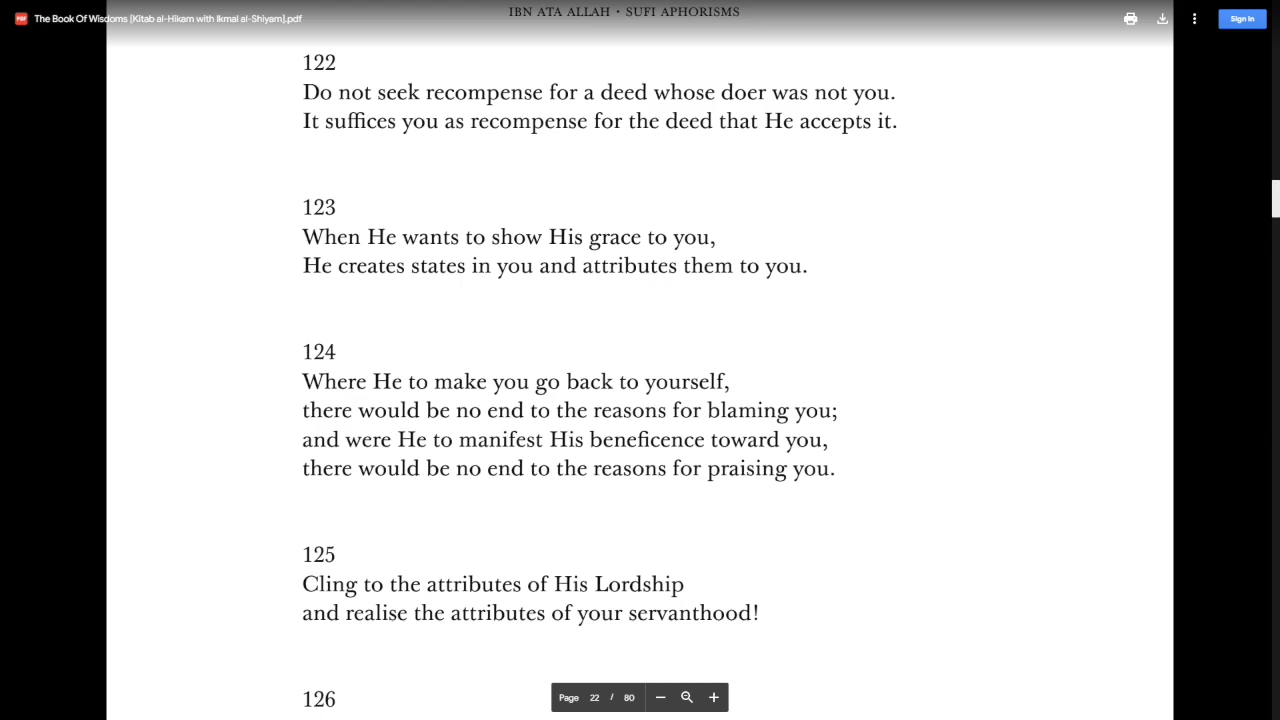 The Book Of Wisdoms [Kitab al-Hikam with Ikmal al-Shiyam].pdf
IBN ATA ALLAH • SUFI APHORISMS
Sign in
122
Do not seek recompense for a deed whose doer was not you.
It suffices you as recompense for the deed that He accepts it.
123
When He wants to show His grace to you,
He creates states in you and attributes them to you.
124
Where He to make you go back to yourself,
there would be no end to the reasons for blaming you;
and were He to manifest His beneficence toward you,
there would be no end to the reasons for praising you.
125
Cling to the attributes of His Lordship
and realise the attributes of your servanthood!
126
Page 22 / 80